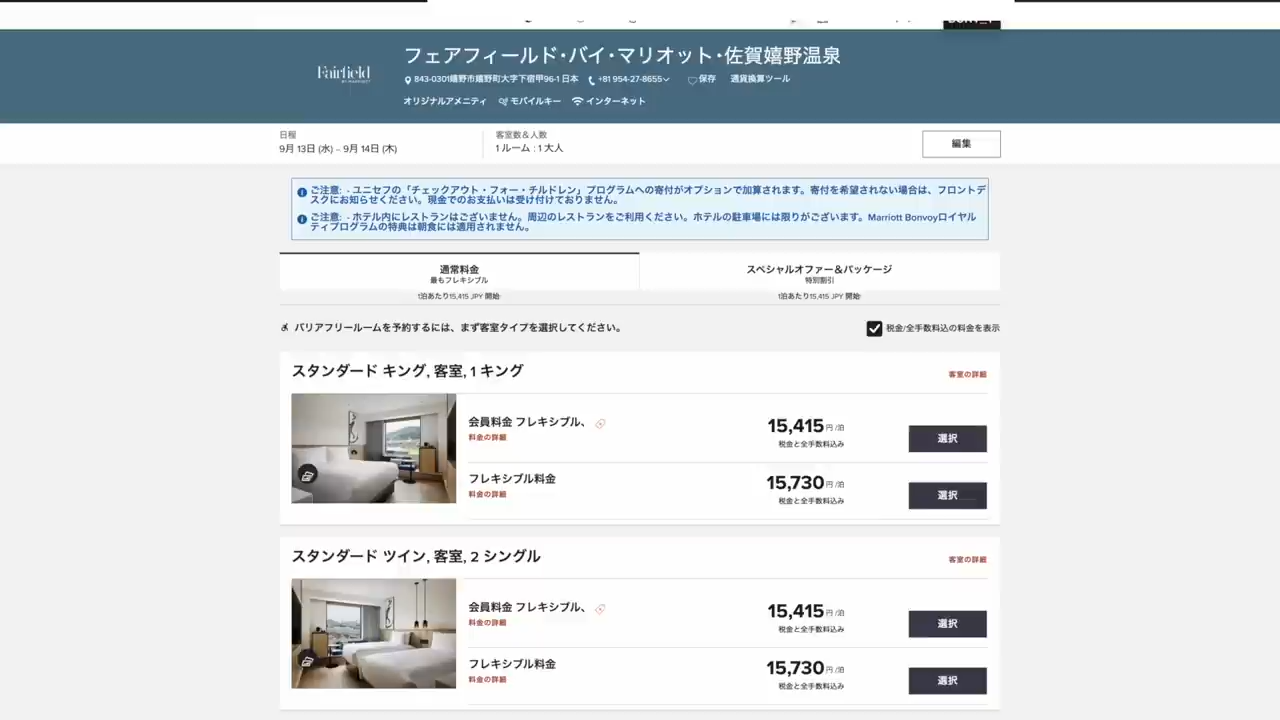 フェアフィールド・バイ・マリオット・佐賀嬉野温泉
Fairfield
BY MARRIOTT
843-0301嬉野市嬉野町大字下宿甲96-1 日本 +81 954-27-8655 保存 通貨換算ツール
オリジナルアメニティ モバイルキー インターネット
日程
9月 13日 (水) – 9月 14日 (木)
客室数＆人数
1 ルーム : 1 大人
編集
ご注意: - ユニセフの「チェックアウト・フォー・チルドレン」プログラムへの寄付がオプションで加算されます。寄付を希望されない場合は、フロントデ
スクにお知らせください。現金でのお支払いは受け付けておりません。
ご注意: - ホテル内にレストランはございません。周辺のレストランをご利用ください。ホテルの駐車場には限りがございます。Marriott Bonvoyロイヤル
ティプログラムの特典は朝食には適用されません。
通常料金
最もフレキシブル
1泊あたり15,415 JPY 開始
スペシャルオファー＆パッケージ
特別割引
1泊あたり15,415 JPY 開始
バリアフリールームを予約するには、まず客室タイプを選択してください。
税金/全手数料込の料金を表示
スタンダード キング, 客室, 1 キング
客室の詳細
会員料金 フレキシブル、
料金の詳細
15,415 円 /泊
税金と全手数料込み
選択
フレキシブル料金
料金の詳細
15,730 円 /泊
税金と全手数料込み
選択
スタンダード ツイン, 客室, 2 シングル
客室の詳細
会員料金 フレキシブル、
料金の詳細
15,415 円 /泊
税金と全手数料込み
選択
フレキシブル料金
料金の詳細
15,730 円 /泊
税金と全手数料込み
選択